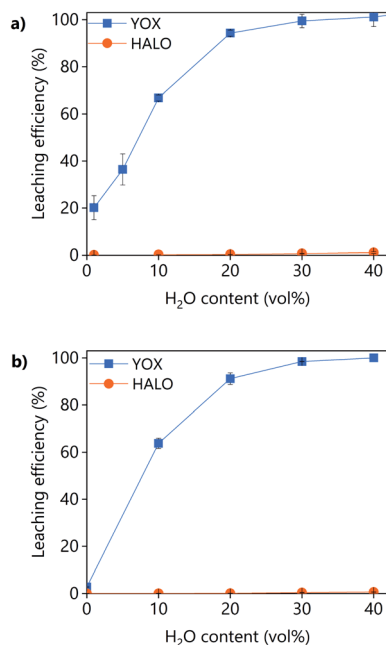 a)
YOX
HALO
100
80
60
40
20
0
Leaching efficiency (%)
0 10 20 30 40
H₂O content (vol%)
b)
YOX
HALO
100
80
60
40
20
0
Leaching efficiency (%)
0 10 20 30 40
H₂O content (vol%)